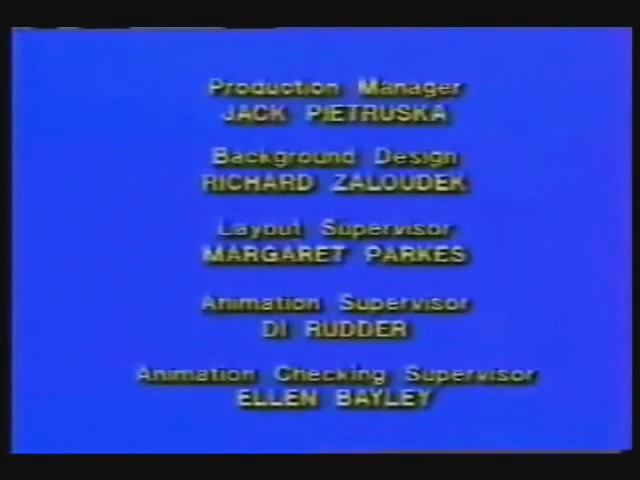 Production Manager
JACK PIETRUSKA
Background Design
RICHARD ZALOUDEK
Layout Supervisor
MARGARET PARKES
Animation Supervisor
DI RUDDER
Animation Checking Supervisor
ELLEN BAYLEY